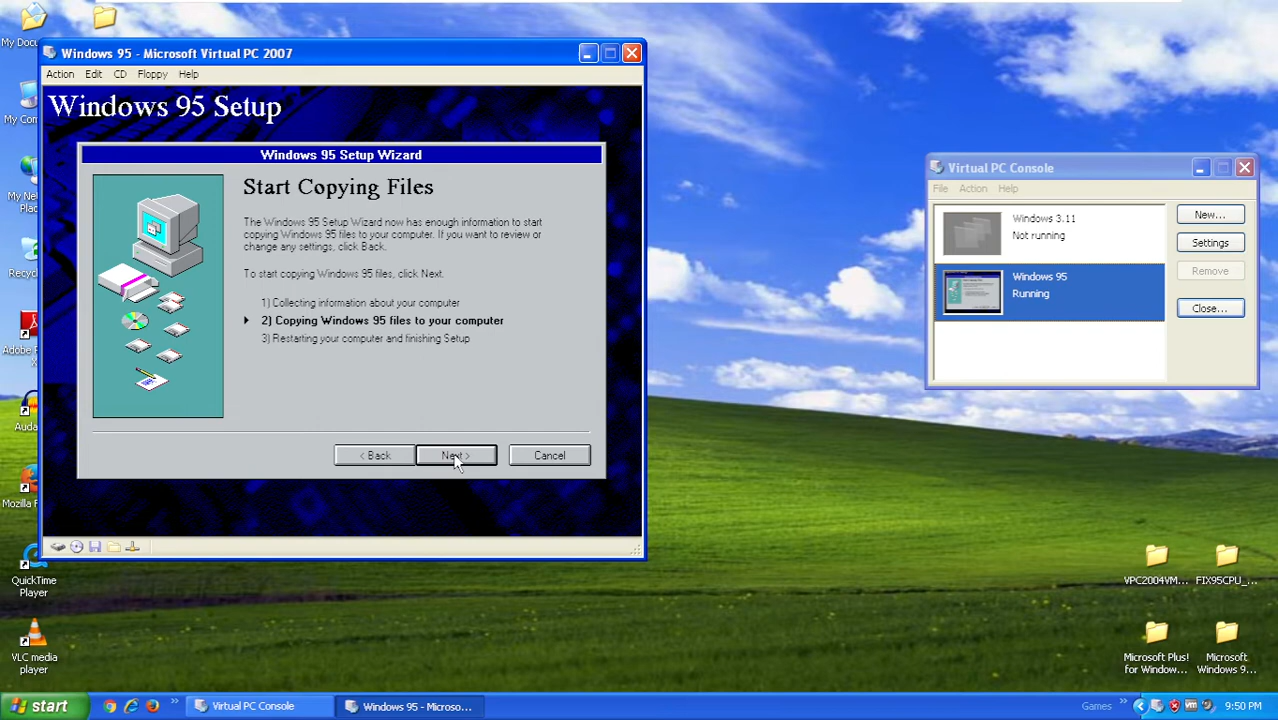 My Docu
My Com
My Net
Plac
Recyc
Adobe F
X
Auda
Mozilla F
QuickTime
Player
VLC media
player
Windows 95 - Microsoft Virtual PC 2007
Action Edit CD Floppy Help
Windows 95 Setup
Windows 95 Setup Wizard
Start Copying Files
The Windows 95 Setup Wizard now has enough information to start
copying Windows 95 files to your computer. If you want to review or
change any settings, click Back.
To start copying Windows 95 files, click Next.
1) Collecting information about your computer
2) Copying Windows 95 files to your computer
3) Restarting your computer and finishing Setup
< Back Next > Cancel
Virtual PC Console
File Action Help
Windows 3.11
Not running
Windows 95
Running
New...
Settings
Remove
Close...
VPC2004VM... FIX95CPU_...
Microsoft Plus!
for Window...
Microsoft
Windows 9...
start
Virtual PC Console
Windows 95 - Microso...
Games
9:50 PM